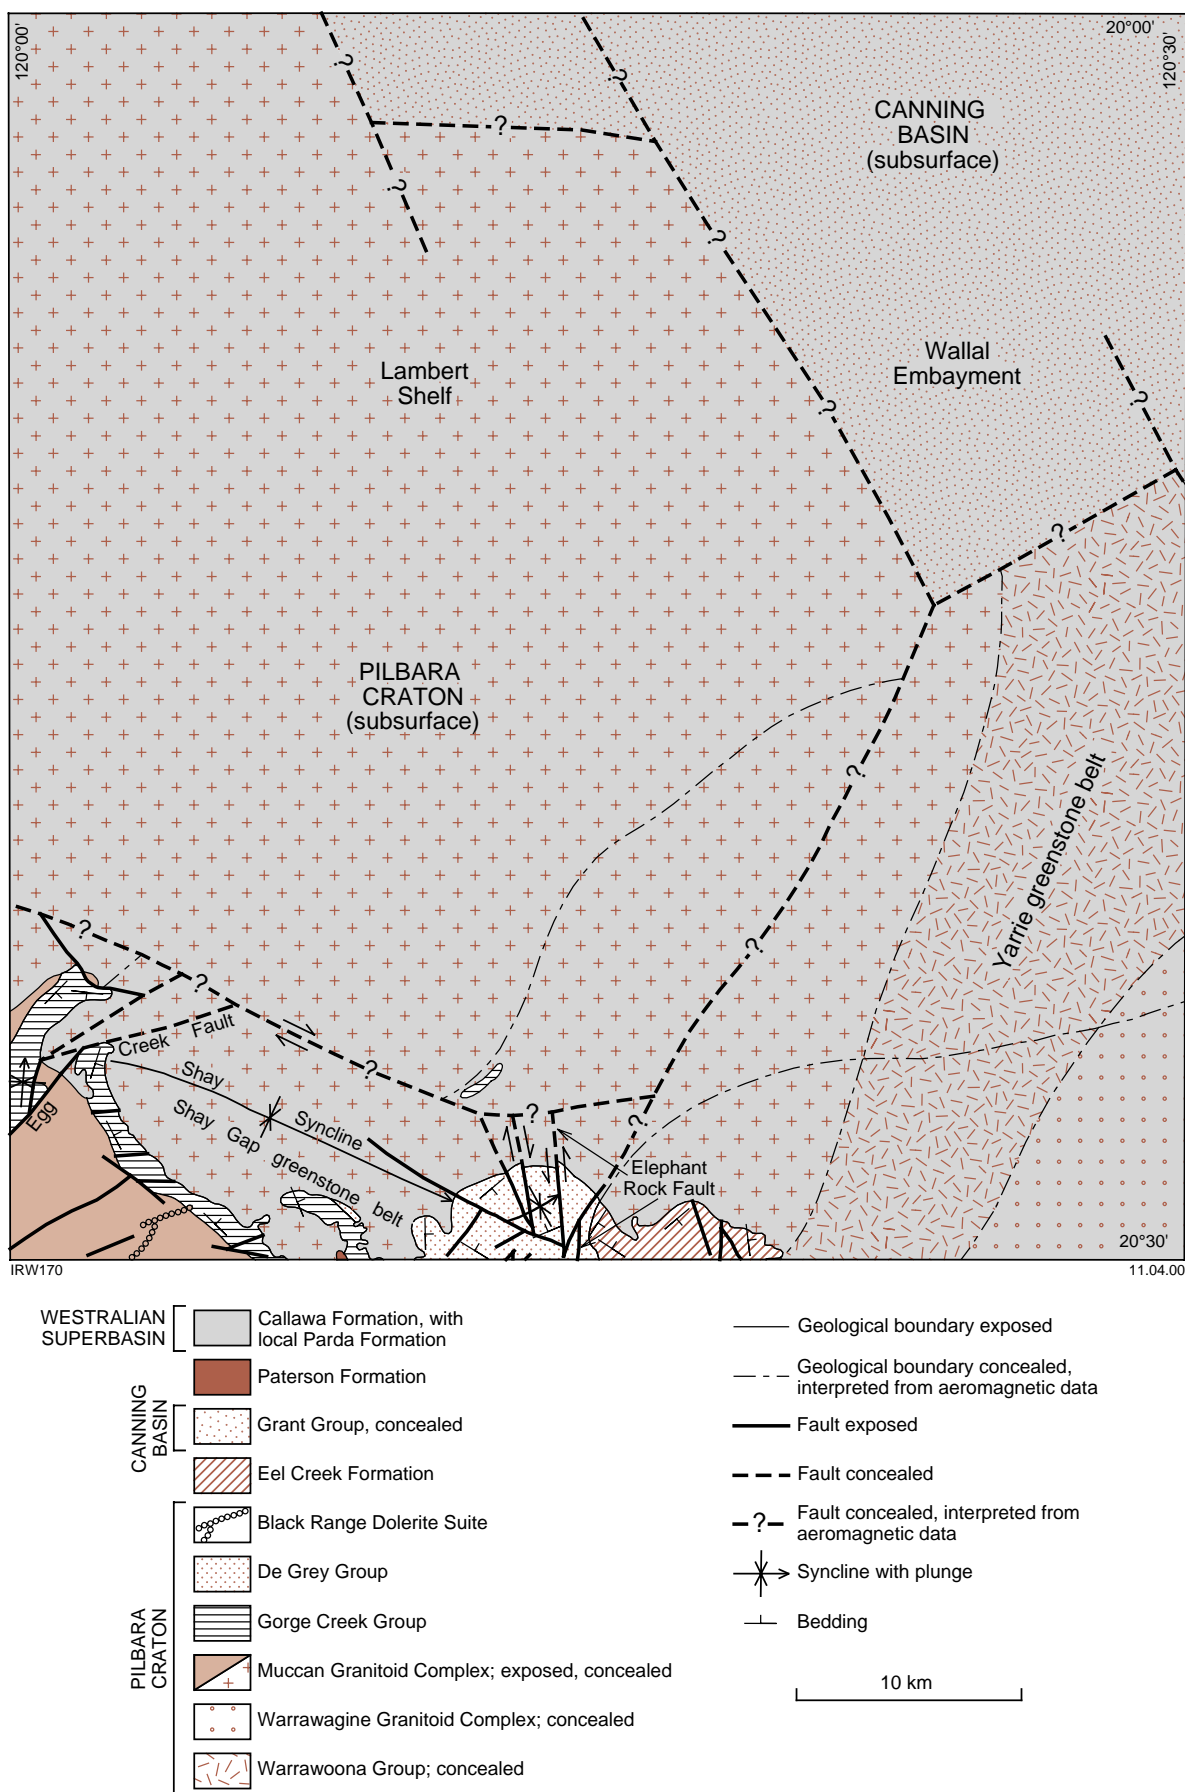 120°00'
20°00'
120°30'
?
?
CANNING
BASIN
(subsurface)
?
?
?
Wallal
Embayment
Lambert
Shelf
?
?
?
PILBARA
CRATON
(subsurface)
?
Yarrie greenstone belt
?
?
?
Creek Fault
?
Shay
Syncline
Shay Gap greenstone belt
Egg
?
?
Elephant
Rock Fault
20°30'
IRW170
11.04.00
WESTRALIAN
SUPERBASIN
Callawa Formation, with
local Parda Formation
Paterson Formation
CANNING
BASIN
Grant Group, concealed
Eel Creek Formation
Black Range Dolerite Suite
De Grey Group
PILBARA
CRATON
Gorge Creek Group
Muccan Granitoid Complex; exposed, concealed
Warrawagine Granitoid Complex; concealed
Warrawoona Group; concealed
Geological boundary exposed
Geological boundary concealed,
interpreted from aeromagnetic data
Fault exposed
Fault concealed
?
Fault concealed, interpreted from
aeromagnetic data
Syncline with plunge
Bedding
10 km